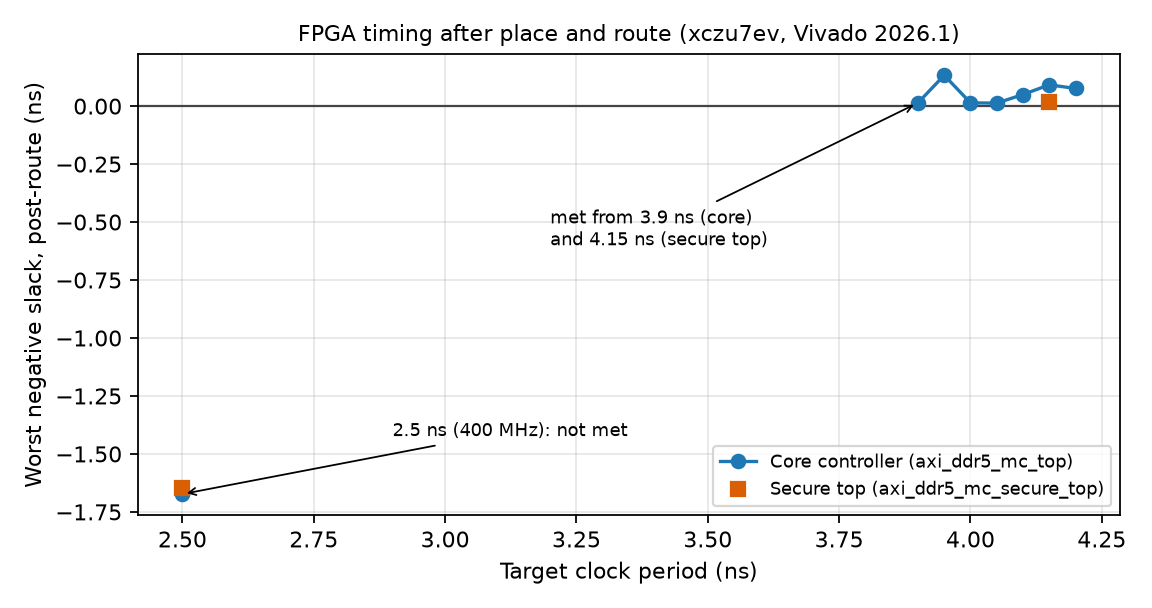 FPGA timing after place and route (xczu7ev, Vivado 2026.1)
Worst negative slack, post-route (ns)
0.00
−0.25
−0.50
−0.75
−1.00
−1.25
−1.50
−1.75
met from 3.9 ns (core)
and 4.15 ns (secure top)
2.5 ns (400 MHz): not met
Core controller (axi_ddr5_mc_top)
Secure top (axi_ddr5_mc_secure_top)
2.50 2.75 3.00 3.25 3.50 3.75 4.00 4.25
Target clock period (ns)